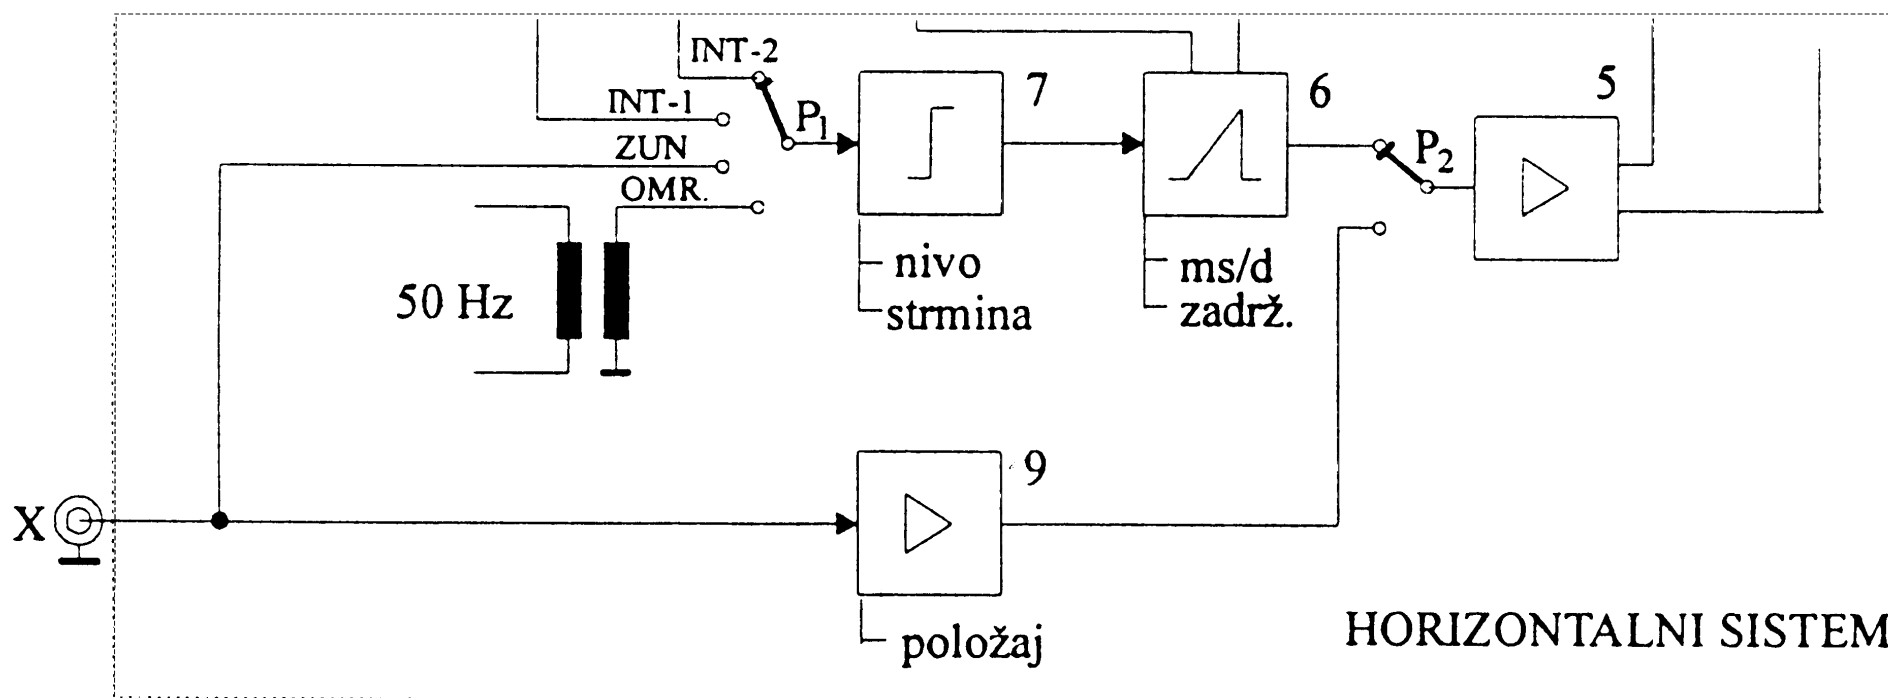 INT-2
INT-1
ZUN
OMR.
P1
7
6
P2
5
nivo
strmina
ms/d
zadrž.
50 Hz
9
X
položaj
HORIZONTALNI SISTEM